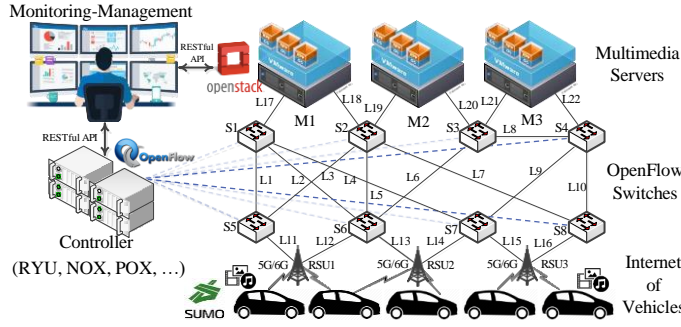 Monitoring-Management
RESTful
API
openstack
vmware
vmware
vmware
Multimedia
Servers
L17
M1
L18
L19
M2
L20
L21
M3
L22
RESTful API
OpenFlow
S1
S2
S3
L8
S4
L1
L2
L3
L4
L5
L6
L7
L9
L10
OpenFlow
Switches
S5
S6
S7
S8
Controller
(RYU, NOX, POX, …)
L11
L12
L13
L14
L15
L16
5G/6G
RSU1
5G/6G
RSU2
5G/6G
RSU3
Internet
of
Vehicles
SUMO